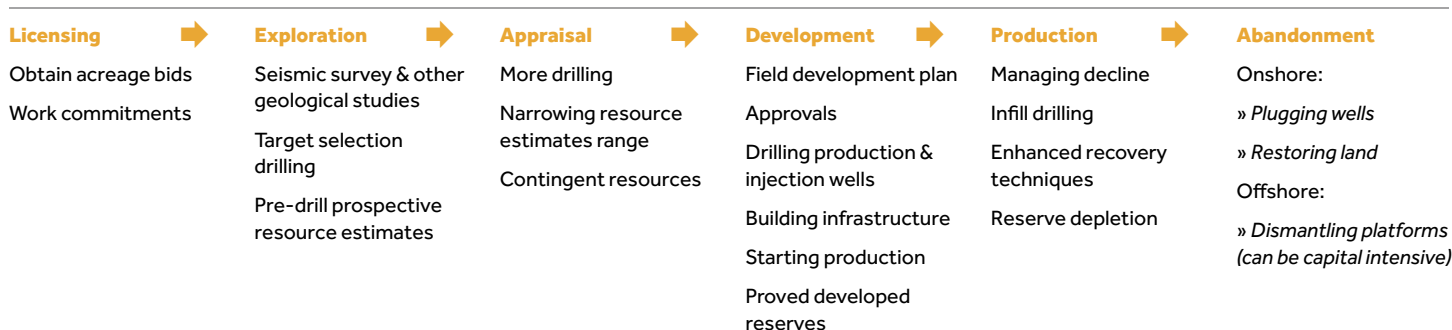 Licensing
Obtain acreage bids
Work commitments
Exploration
Seismic survey & other
geological studies
Target selection
drilling
Pre-drill prospective
resource estimates
Appraisal
More drilling
Narrowing resource
estimates range
Contingent resources
Development
Field development plan
Approvals
Drilling production &
injection wells
Building infrastructure
Starting production
Proved developed
reserves
Production
Managing decline
Infill drilling
Enhanced recovery
techniques
Reserve depletion
Abandonment
Onshore:
» Plugging wells
» Restoring land
Offshore:
» Dismantling platforms
(can be capital intensive)